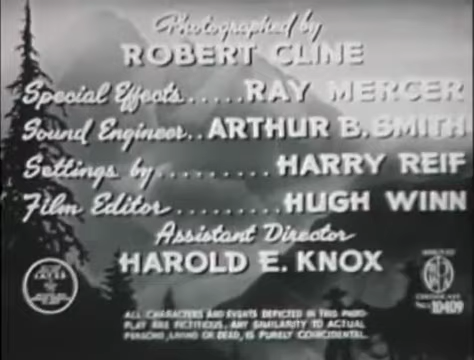 Photographed by
ROBERT CLINE
Special Effects.....RAY MERCER
Sound Engineer..ARTHUR B. SMITH
Settings by.........HARRY REIF
Film Editor.........HUGH WINN
Assistant Director
HAROLD E. KNOX
CERTIFICATE
No. 10409
ALL CHARACTERS AND EVENTS DEPICTED IN THIS PHOTO-
PLAY ARE FICTITIOUS. ANY SIMILARITY TO ACTUAL
PERSONS, LIVING OR DEAD, IS PURELY COINCIDENTAL.